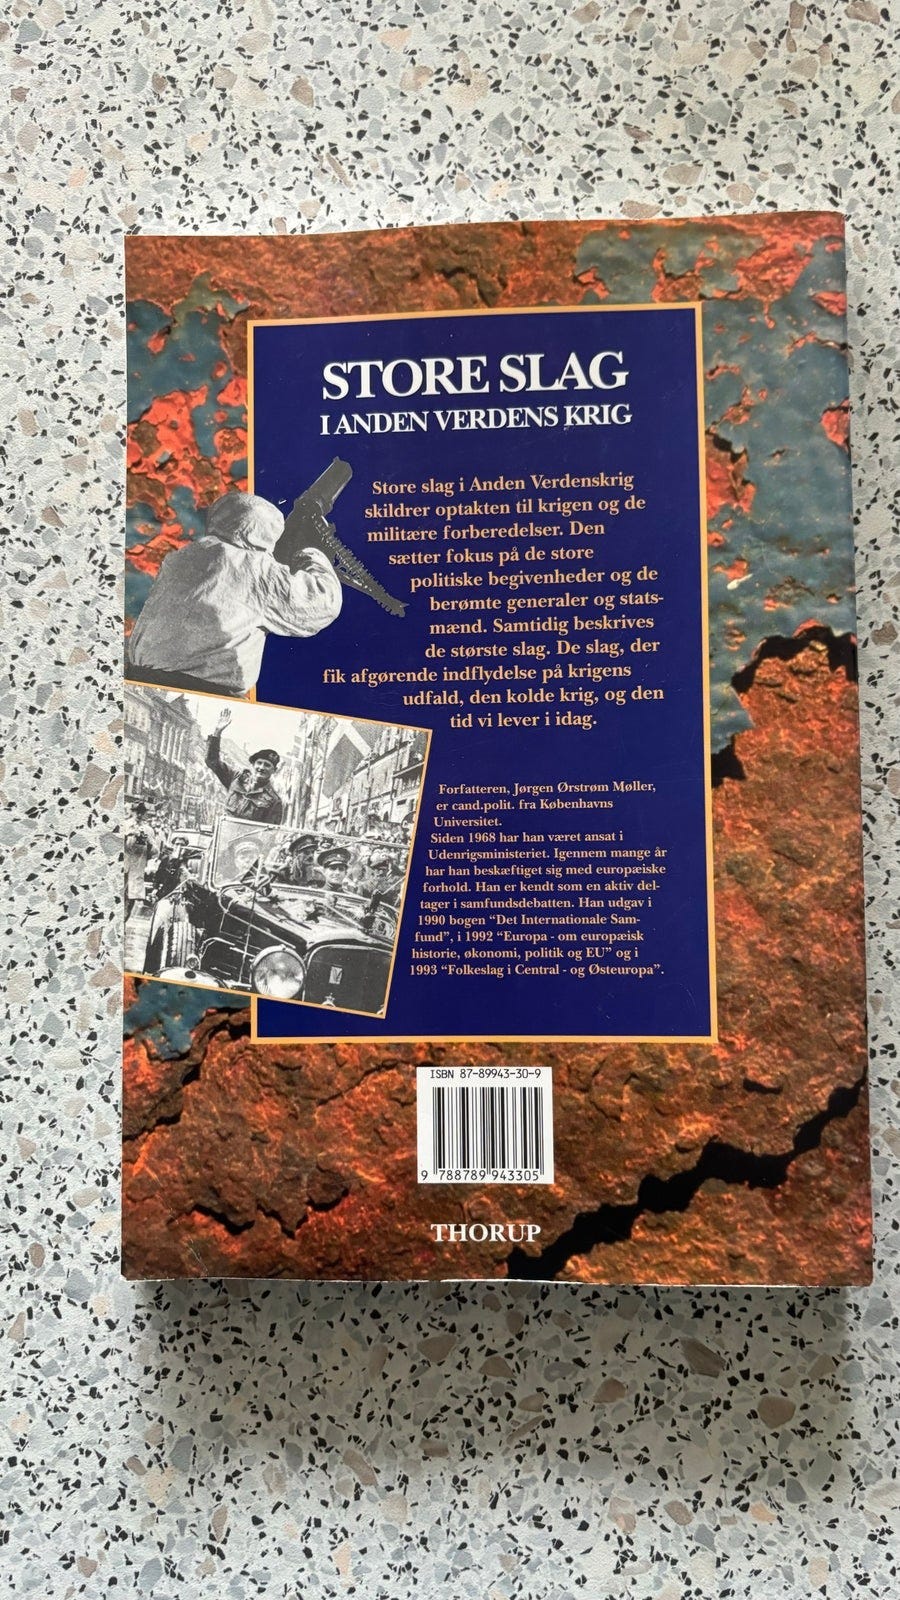 STORE SLAG
I ANDEN VERDENS KRIG
Store slag i Anden Verdenskrig
skildrer optakten til krigen og de
militære forberedelser. Den
sætter fokus på de store
politiske begivenheder og de
berømte generaler og stats-
mænd. Samtidig beskrives
de største slag. De slag, der
fik afgørende indflydelse på krigens
udfald, den kolde krig, og den
tid vi lever i idag.
Forfatteren, Jørgen Ørstrøm Møller,
er cand.polit. fra Københavns
Universitet.
Siden 1968 har han været ansat i
Udenrigsministeriet. Igennem mange år
har han beskæftiget sig med europæiske
forhold. Han er kendt som en aktiv del-
tager i samfundsdebatten. Han udgav i
1990 bogen “Det Internationale Sam-
fund”, i 1992 “Europa - om europæisk
historie, økonomi, politik og EU” og i
1993 “Folkeslag i Central - og Østeuropa”.
ISBN 87-89943-30-9
9 788789 943305
THORUP